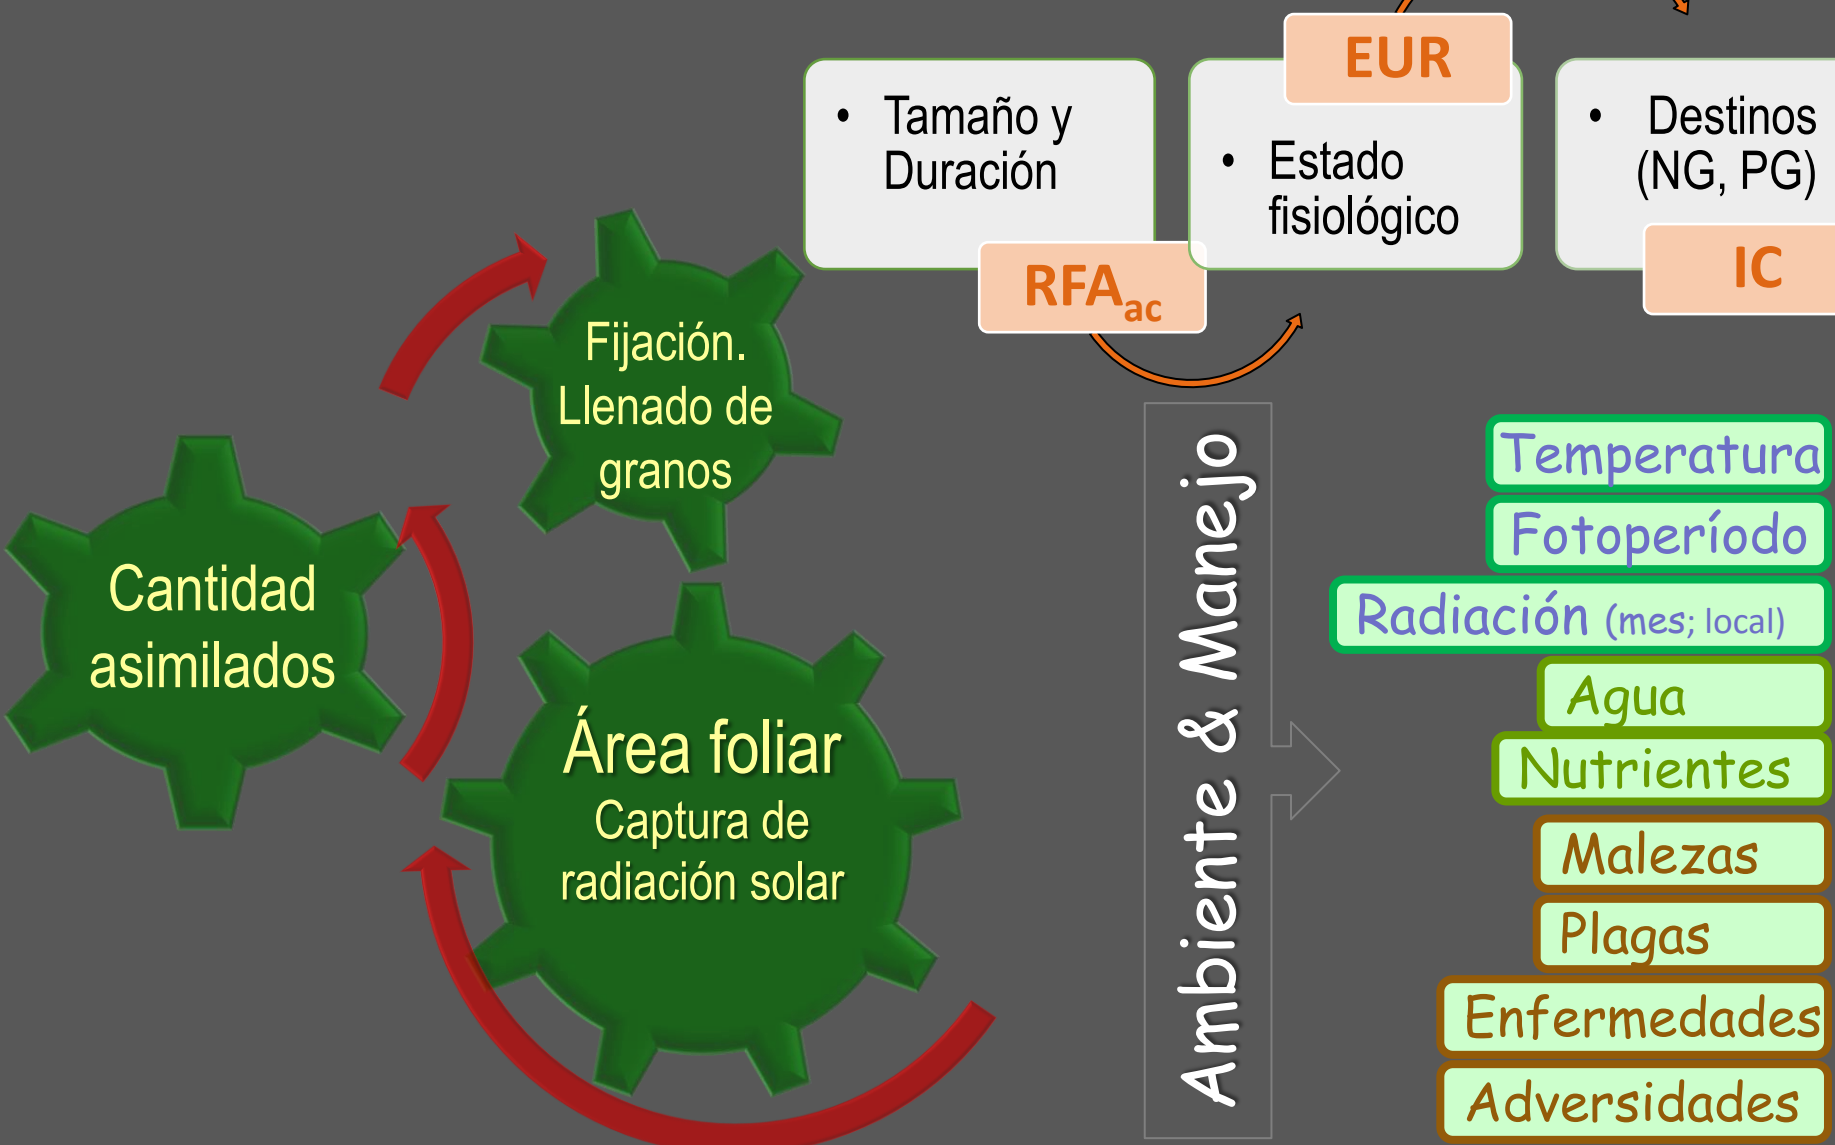 EUR
• Tamaño y
Duración
• Estado
fisiológico
• Destinos
(NG, PG)
RFAac
IC
Fijación.
Llenado de
granos
Cantidad
asimilados
Área foliar
Captura de
radiación solar
Ambiente & Manejo
Temperatura
Fotoperíodo
Radiación (mes; local)
Agua
Nutrientes
Malezas
Plagas
Enfermedades
Adversidades